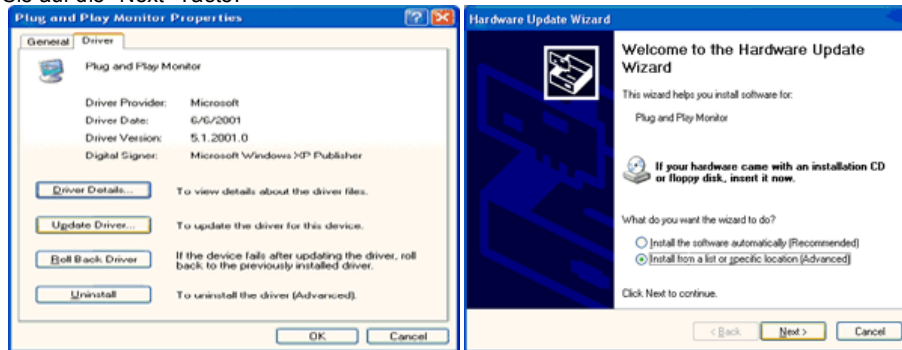 Plug and Play Monitor Properties
General Driver
Plug and Play Monitor
Driver Provider: Microsoft
Driver Date: 6/6/2001
Driver Version: 5.1.2001.0
Digital Signer: Microsoft Windows XP Publisher
Driver Details... To view details about the driver files.
Update Driver... To update the driver for this device.
Roll Back Driver If the device fails after updating the driver, roll
back to the previously installed driver.
Uninstall To uninstall the driver (Advanced).
OK Cancel
Hardware Update Wizard
Welcome to the Hardware Update
Wizard
This wizard helps you install software for:
Plug and Play Monitor
If your hardware came with an installation CD
or floppy disk, insert it now.
What do you want the wizard to do?
Install the software automatically (Recommended)
Install from a list or specific location (Advanced)
Click Next to continue.
< Back Next > Cancel